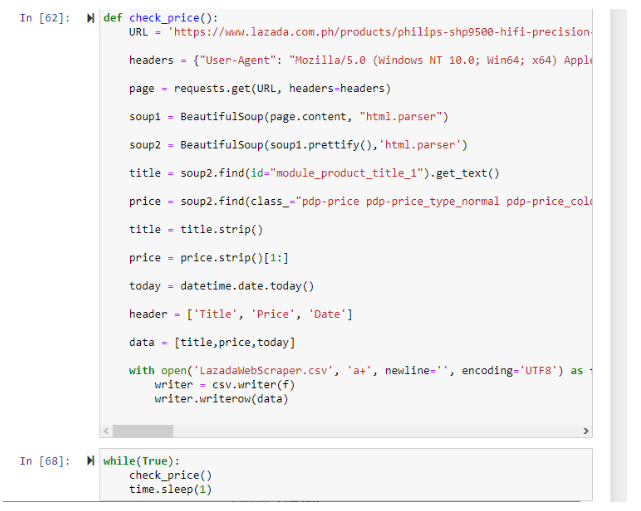 In [62]: def check_price():
URL = 'https://www.lazada.com.ph/products/philips-shp9500-hifi-precision-
headers = {"User-Agent": "Mozilla/5.0 (Windows NT 10.0; Win64; x64) Apple
page = requests.get(URL, headers=headers)
soup1 = BeautifulSoup(page.content, "html.parser")
soup2 = BeautifulSoup(soup1.prettify(),'html.parser')
title = soup2.find(id="module_product_title_1").get_text()
price = soup2.find(class_="pdp-price pdp-price_type_normal pdp-price_colo
title = title.strip()
price = price.strip()[1:]
today = datetime.date.today()
header = ['Title', 'Price', 'Date']
data = [title,price,today]
with open('LazadaWebScraper.csv', 'a+', newline='', encoding='UTF8') as f
writer = csv.writer(f)
writer.writerow(data)
In [68]: while(True):
check_price()
time.sleep(1)